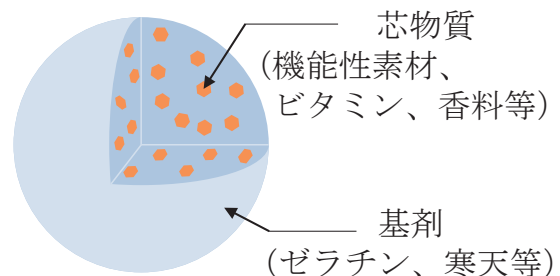 芯物質
(機能性素材、
ビタミン、香料等)
基剤
(ゼラチン、寒天等)